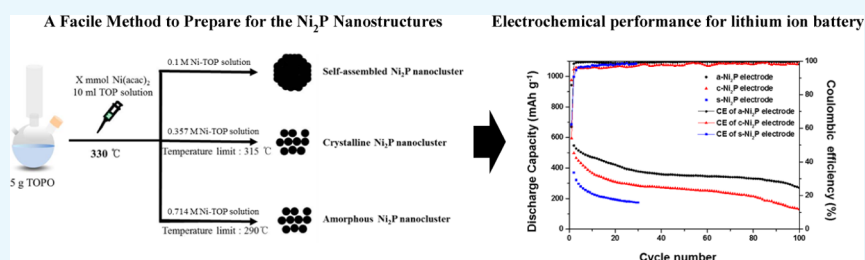 A Facile Method to Prepare for the Ni₂P Nanostructures
X mmol Ni(acac)₂
10 ml TOP solution
330 ℃
5 g TOPO
0.1 M Ni-TOP solution
Self-assembled Ni₂P nanocluster
0.357 M Ni-TOP solution
Temperature limit : 315 ℃
Crystalline Ni₂P nanocluster
0.714 M Ni-TOP solution
Temperature limit : 290℃
Amorphous Ni₂P nanocluster
Electrochemical performance for lithium ion battery
Discharge Capacity (mAh g⁻¹)
1000
800
600
400
200
0
a-Ni₂P electrode
c-Ni₂P electrode
s-Ni₂P electrode
CE of a-Ni₂P electrode
CE of c-Ni₂P electrode
CE of s-Ni₂P electrode
100
80
60
40
20
0
Coulombic efficiency (%)
0 20 40 60 80 100
Cycle number